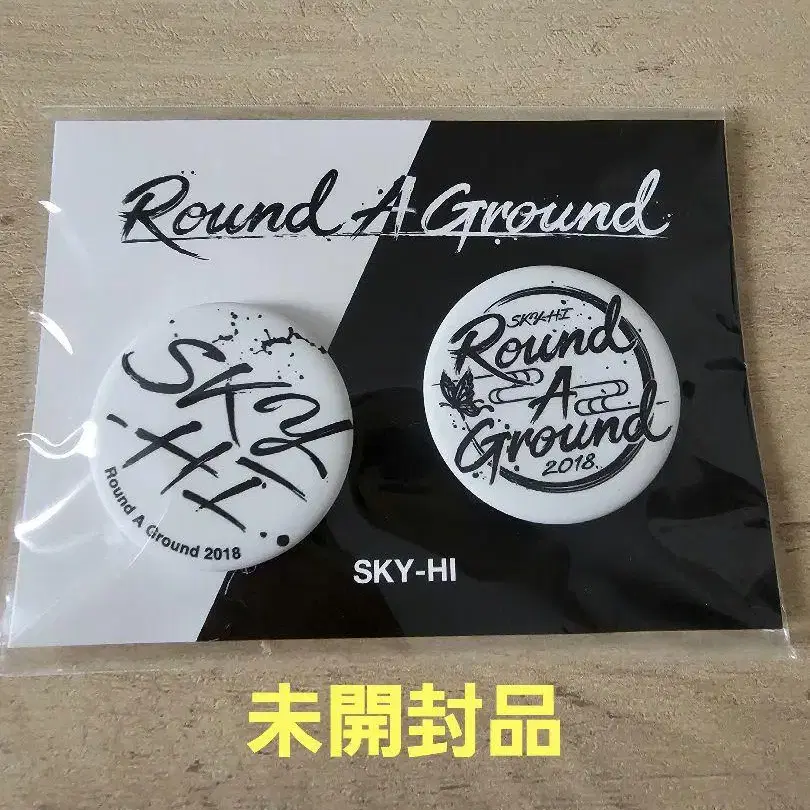 Round A Ground
SKY
-HI.
Round A Ground 2018
SKY-HI
Round
A
Ground
2018
SKY-HI
未開封品